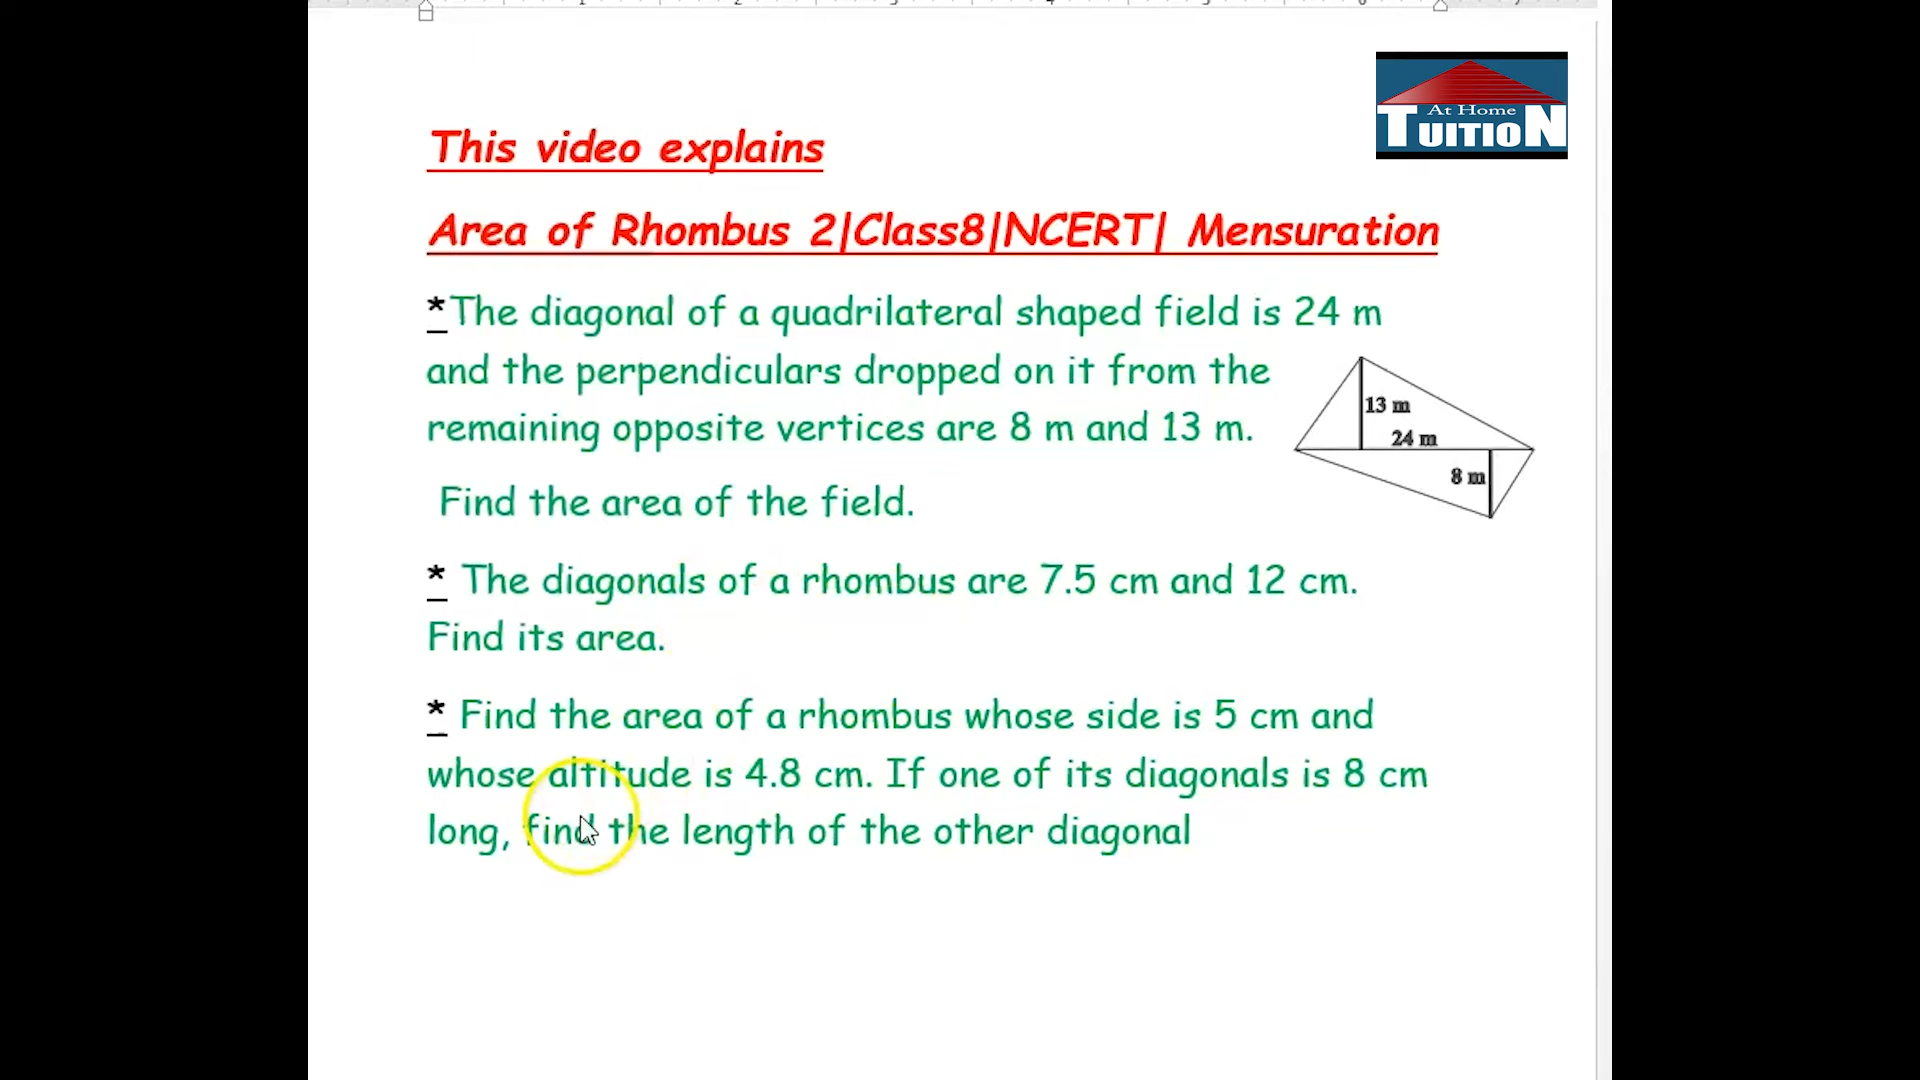 At Home
TUITION
This video explains
Area of Rhombus 2|Class8|NCERT| Mensuration
*The diagonal of a quadrilateral shaped field is 24 m
and the perpendiculars dropped on it from the
remaining opposite vertices are 8 m and 13 m.
13 m
24 m
8 m
Find the area of the field.
* The diagonals of a rhombus are 7.5 cm and 12 cm.
Find its area.
* Find the area of a rhombus whose side is 5 cm and
whose altitude is 4.8 cm. If one of its diagonals is 8 cm
long, find the length of the other diagonal